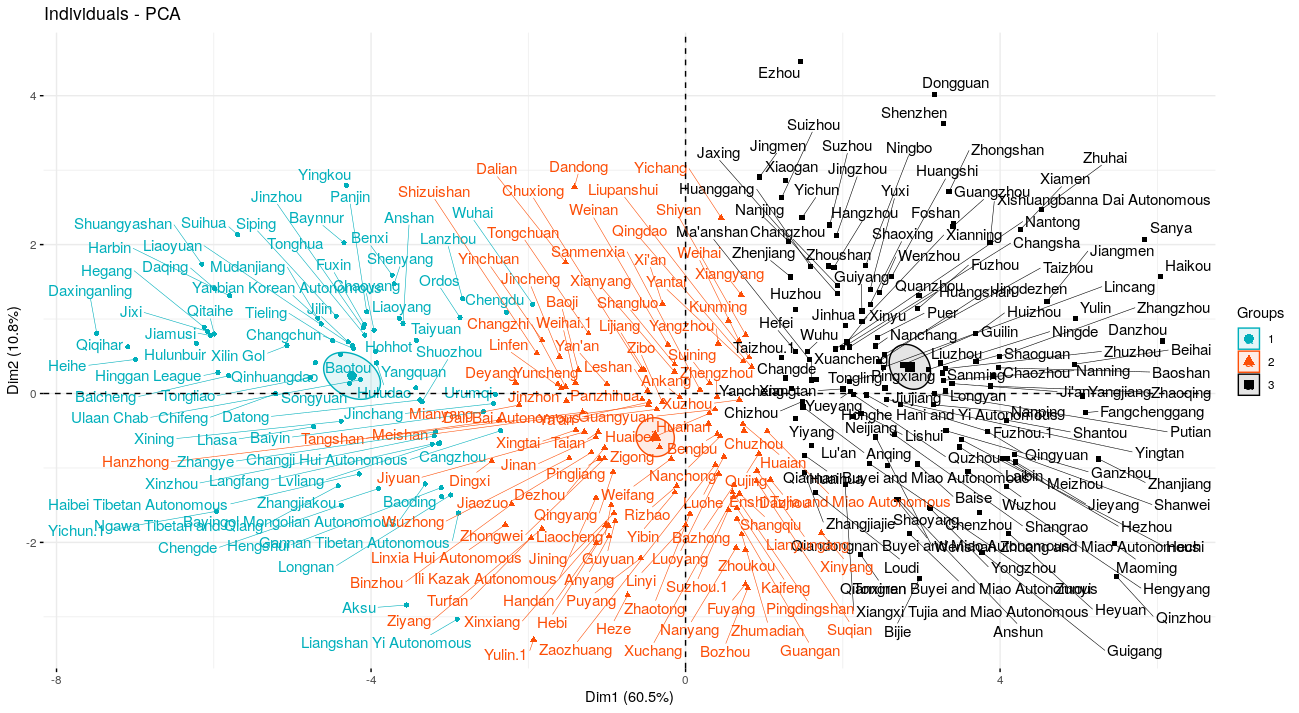 Individuals - PCA
Ezhou
Dongguan
Shenzhen
Suizhou
Jaxing
Jingmen
Suzhou
Ningbo
Zhongshan
Zhuhai
Xiaogan
Jingzhou
Huangshi
Xiamen
Dalian
Dandong
Yichang
Yingkou
Huanggang
Yichun
Yuxi
Guangzhou
Xishuangbanna Dai Autonomous
Jinzhou
Panjin
Shizuishan
Chuxiong
Liupanshui
Nanjing
Hangzhou
Foshan
Nantong
Shuangyashan
Suihua
Siping
Baynnur
Anshan
Wuhai
Weinan
Shiyan
Ma'anshan
Changzhou
Shaoxing
Xianning
Changsha
Sanya
Harbin
Liaoyuan
Tonghua
Benxi
Lanzhou
Tongchuan
Qingdao
Weihai
Zhenjiang
Zhoushan
Wenzhou
Jiangmen
Hegang
Daqing
Mudanjiang
Fuxin
Shenyang
Yinchuan
Sanmenxia
Xi'an
Xiangyang
Guiyang
Fuzhou
Taizhou
Haikou
Daxinganling
Yanbian Korean Autonomous
Chaoyang
Ordos
Jincheng
Xianyang
Yantai
Huzhou
Quanzhou
Huangshan
Jingdezhen
Lincang
Jixi
Qitaihe
Tieling
Jilin
Liaoyang
Chengdu
Baoji
Shangluo
Kunming
Jinhua
Xinyu
Puer
Huizhou
Yulin
Zhangzhou
Jiamusi
Changchun
Taiyuan
Changzhi
Weihai.1
Lijiang
Yangzhou
Hefei
Wuhu
Nanchang
Guilin
Ningde
Danzhou
Qiqihar
Hulunbuir
Xilin Gol
Hohhot
Shuozhou
Linfen
Yan'an
Zibo
Suining
Taizhou.1
Xuancheng
Liuzhou
Shaoguan
Zhuzhou
Beihai
Heihe
Hinggan League
Qinhuangdao
Baotou
Yangquan
Deyang
Yuncheng
Leshan
Ankang
Zhengzhou
Changde
Tongling
Pingxiang
Sanming
Chaozhou
Nanning
Baoshan
Baicheng
Tongliao
Songyuan
Huludao
Urumqi
Jinzhon
Panzhihua
Xuzhou
Yancheng
Xiangtan
Jiujiang
Longyan
Ji'an
Yangjiang
Zhaoqing
Ulaan Chab
Chifeng
Datong
Jinchang
Mianyang
Dali Bai Autonomous
Ya'an
Guangyuan
Huainan
Chizhou
Yueyang
Honghe Hani and Yi Autonomous
Nanping
Fangchenggang
Xining
Lhasa
Baiyin
Tangshan
Meishan
Xingtai
Taian
Huaibei
Bengbu
Chuzhou
Yiyang
Neijiang
Lishui
Fuzhou.1
Shantou
Putian
Hanzhong
Zhangye
Changji Hui Autonomous
Cangzhou
Jinan
Zigong
Huaian
Lu'an
Anqing
Quzhou
Qingyuan
Yingtan
Xinzhou
Langfang
Lvliang
Jiyuan
Dingxi
Pingliang
Nanchong
Qujing
Huaihua
Laibin
Ganzhou
Haibei Tibetan Autonomous
Zhangjiakou
Baoding
Jiaozuo
Dezhou
Weifang
Luohe
Dazhou
Baise
Wuzhou
Meizhou
Jieyang
Zhanjiang
Shanwei
Yichun.1
Wuzhong
Qingyang
Rizhao
Shangqiu
Zhangjiajie
Shaoyang
Chenzhou
Shangrao
Hezhou
Chengde
Hengshui
Gannan Tibetan Autonomous
Zhongwei
Liaocheng
Yibin
Bazhong
Hechi
Longnan
Linxia Hui Autonomous
Jining
Guyuan
Luoyang
Zhoukou
Xinyang
Loudi
Yongzhou
Maoming
Binzhou
Ili Kazak Autonomous
Anyang
Linyi
Suzhou.1
Kaifeng
Tongren
Zunyi
Hengyang
Aksu
Turfan
Handan
Puyang
Zhaotong
Fuyang
Pingdingshan
Xiangxi Tujia and Miao Autonomous
Heyuan
Qinzhou
Ziyang
Xinxiang
Hebi
Heze
Nanyang
Zhumadian
Suqian
Bijie
Anshun
Liangshan Yi Autonomous
Yulin.1
Zaozhuang
Xuchang
Bozhou
Guangan
Guigang
4
2
0
-2
Dim2 (10.8%)
-8
-4
0
4
Dim1 (60.5%)
Groups
1
2
3